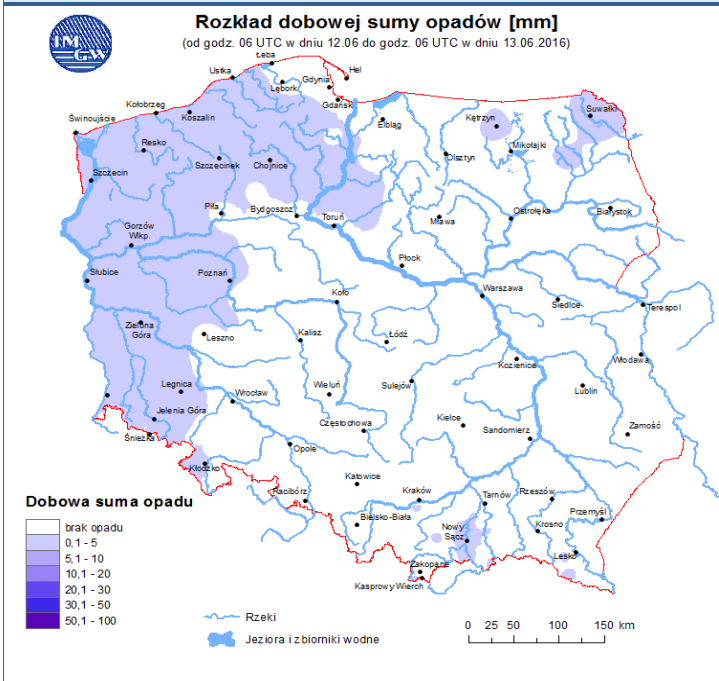 Rozkład dobowej sumy opadów [mm]
(od godz. 06 UTC w dniu 12.06 do godz. 06 UTC w dniu 13.06.2016)
IM
GW
Łeba
Ustka
Hel
Gdynia
Lębork
Gdańsk
Kołobrzeg
Koszalin
Świnoujście
Elbląg
Kętrzyn
Suwałki
Resko
Mikołajki
Szczecinek
Chojnice
Olsztyn
Szczecin
Piła
Bydgoszcz
Toruń
Mława
Ostrołęka
Białystok
Gorzów
Wlkp.
Płock
Słubice
Poznań
Koło
Warszawa
Siedlce
Terespol
Zielona
Góra
Leszno
Kalisz
Łódź
Kozienice
Włodawa
Legnica
Wrocław
Wieluń
Sulejów
Lublin
Jelenia Góra
Śnieżka
Częstochowa
Kielce
Sandomierz
Zamość
Opole
Kłodzko
Racibórz
Katowice
Kraków
Tarnów
Rzeszów
Przemyśl
Bielsko-Biała
Nowy
Sącz
Krosno
Lesko
Zakopane
Kasprowy Wierch
Dobowa suma opadu
brak opadu
0,1 - 5
5,1 - 10
10,1 - 20
20,1 - 30
30,1 - 50
50,1 - 100
Rzeki
Jeziora i zbiorniki wodne
0 25 50 100 150 km